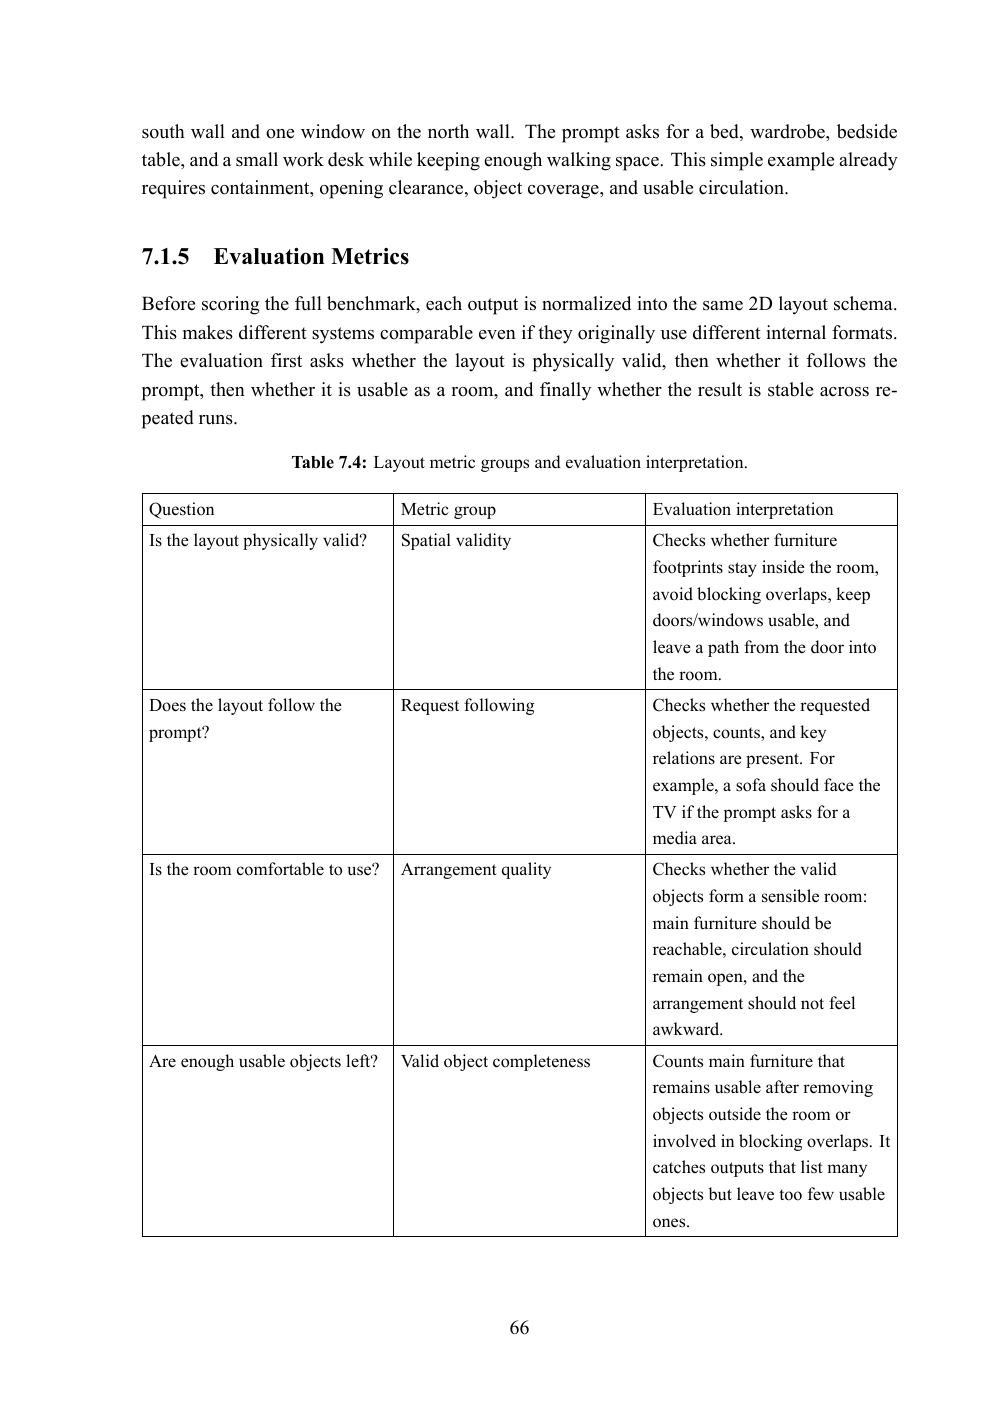 south wall and one window on the north wall. The prompt asks for a bed, wardrobe, bedside
table, and a small work desk while keeping enough walking space. This simple example already
requires containment, opening clearance, object coverage, and usable circulation.
7.1.5 Evaluation Metrics
Before scoring the full benchmark, each output is normalized into the same 2D layout schema.
This makes different systems comparable even if they originally use different internal formats.
The evaluation first asks whether the layout is physically valid, then whether it follows the
prompt, then whether it is usable as a room, and finally whether the result is stable across re-
peated runs.
Table 7.4: Layout metric groups and evaluation interpretation.
Question
Metric group
Evaluation interpretation
Is the layout physically valid?
Spatial validity
Checks whether furniture
footprints stay inside the room,
avoid blocking overlaps, keep
doors/windows usable, and
leave a path from the door into
the room.
Does the layout follow the
prompt?
Request following
Checks whether the requested
objects, counts, and key
relations are present. For
example, a sofa should face the
TV if the prompt asks for a
media area.
Is the room comfortable to use?
Arrangement quality
Checks whether the valid
objects form a sensible room:
main furniture should be
reachable, circulation should
remain open, and the
arrangement should not feel
awkward.
Are enough usable objects left?
Valid object completeness
Counts main furniture that
remains usable after removing
objects outside the room or
involved in blocking overlaps. It
catches outputs that list many
objects but leave too few usable
ones.
66